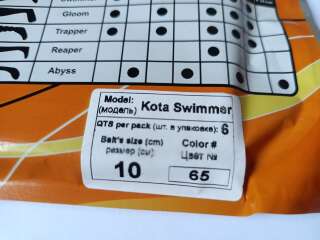 Gloom
Trapper
Reaper
Abyss
Model: Kota Swimmer
(модель)
QTS per pack (шт. в упаковке): 6
Bait's size (cm) Color #
размер (см) Цвет №
10 65